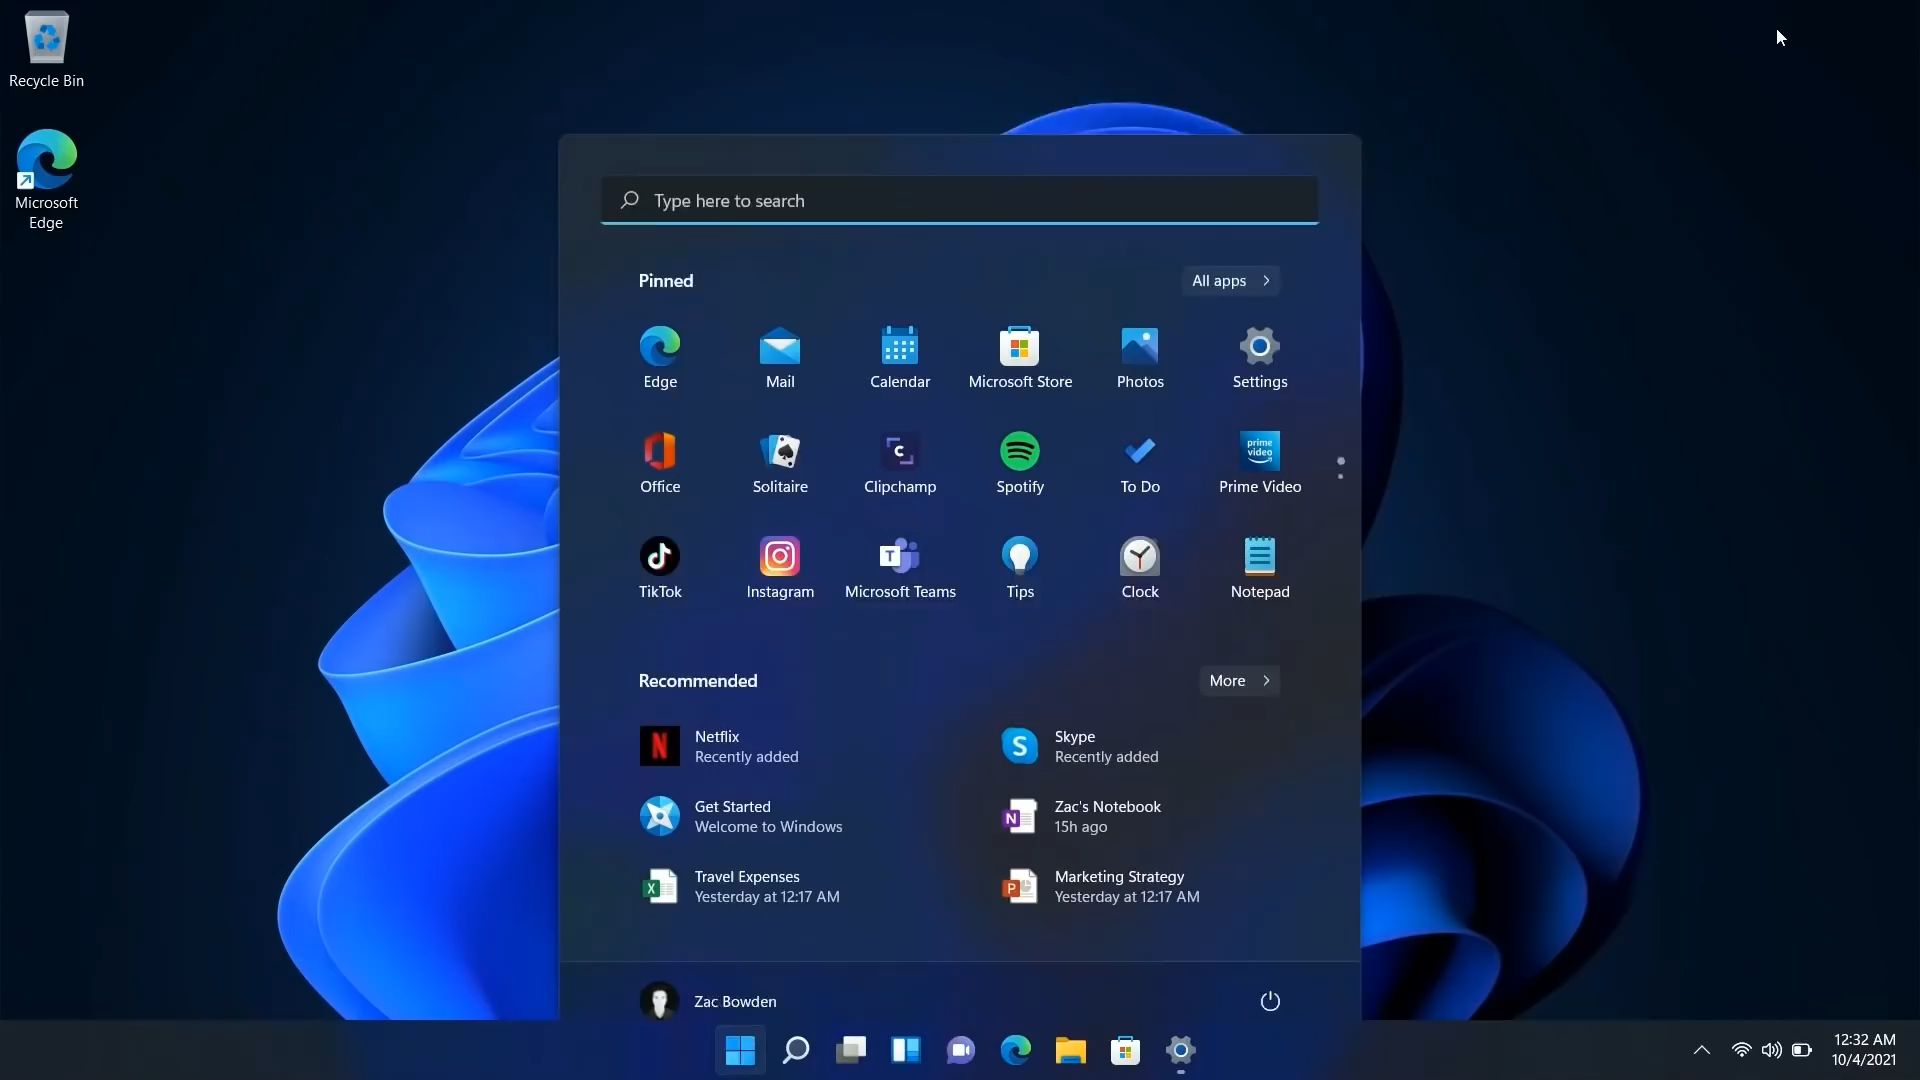 Recycle Bin
Microsoft
Edge
Type here to search
Pinned
All apps
Edge
Mail
Calendar
Microsoft Store
Photos
Settings
prime
video
Office
Solitaire
Clipchamp
Spotify
To Do
Prime Video
TikTok
Instagram
Microsoft Teams
Tips
Clock
Notepad
Recommended
More
Netflix
Recently added
Skype
Recently added
Get Started
Welcome to Windows
Zac's Notebook
15h ago
Travel Expenses
Yesterday at 12:17 AM
Marketing Strategy
Yesterday at 12:17 AM
Zac Bowden
12:32 AM
10/4/2021